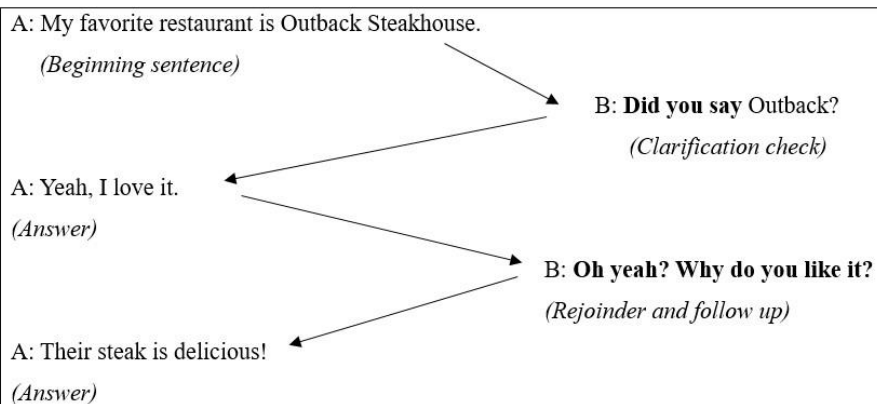 A: My favorite restaurant is Outback Steakhouse.
(Beginning sentence)
B: Did you say Outback?
(Clarification check)
A: Yeah, I love it.
(Answer)
B: Oh yeah? Why do you like it?
(Rejoinder and follow up)
A: Their steak is delicious!
(Answer)